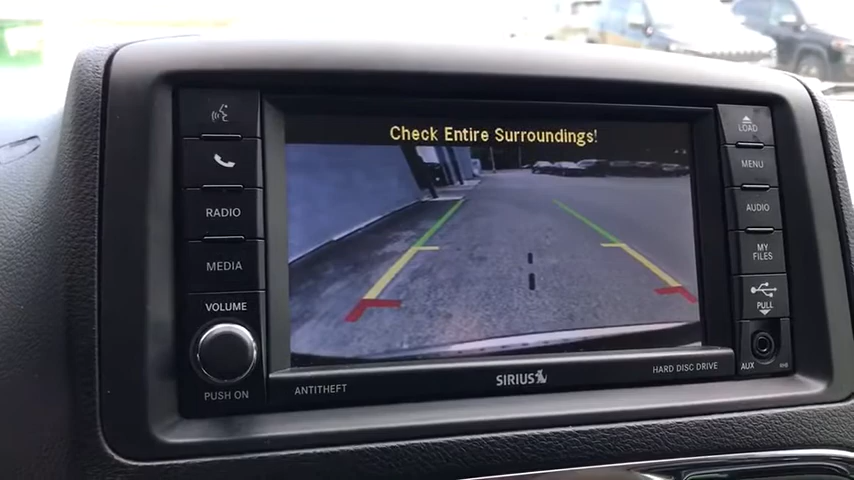 Check Entire Surroundings!
RADIO
MEDIA
VOLUME
PUSH ON
ANTITHEFT
SIRIUS
HARD DISC DRIVE
LOAD
MENU
AUDIO
MY
FILES
PULL
AUX